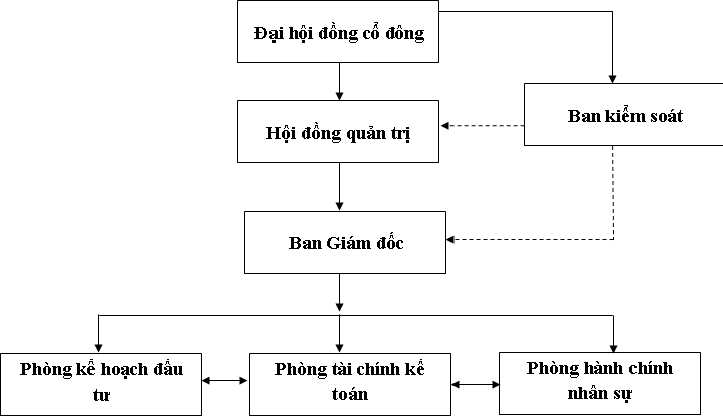 Đại hội đồng cổ đông
Ban kiểm soát
Hội đồng quản trị
Ban Giám đốc
Phòng kế hoạch đầu
tư
Phòng tài chính kế
toán
Phòng hành chính
nhân sự